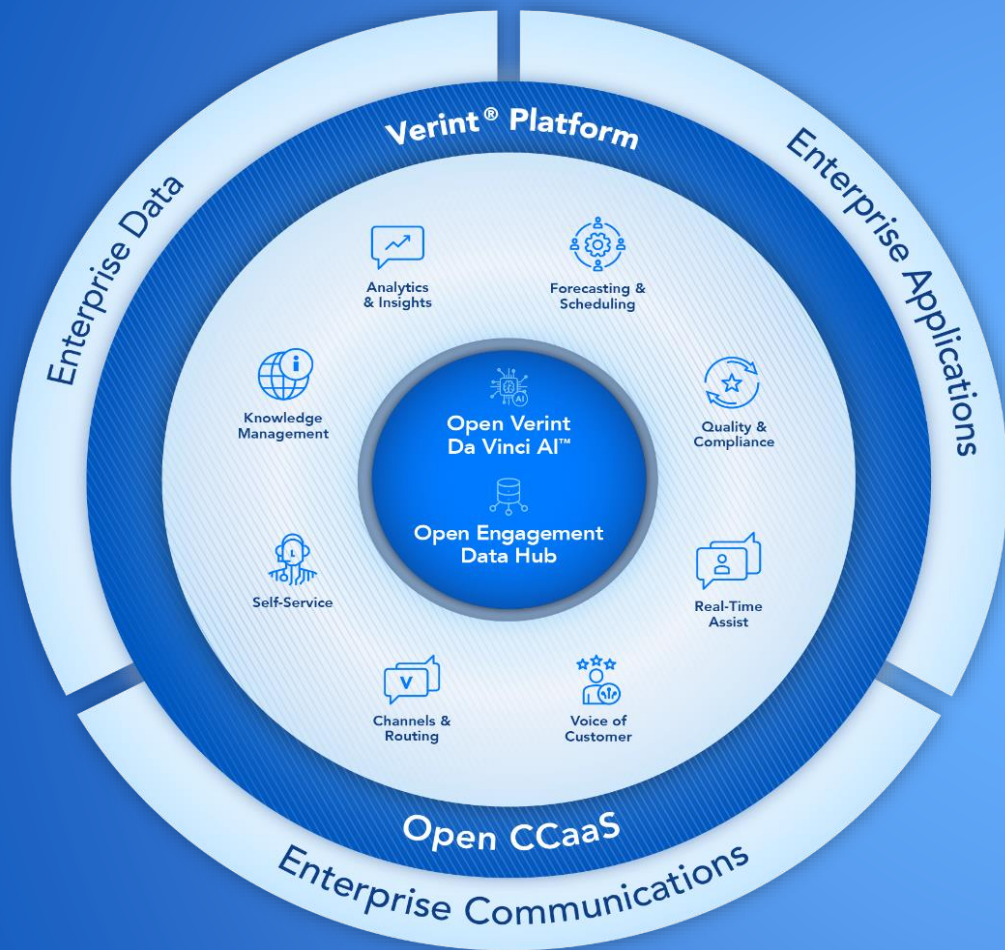 Verint® Platform
Enterprise Data
Enterprise Applications
Analytics
& Insights
Forecasting &
Scheduling
Knowledge
Management
Quality &
Compliance
AI
Open Verint
Da Vinci AI™
Open Engagement
Data Hub
Self-Service
Real-Time
Assist
V
Channels &
Routing
Voice of
Customer
Open CCaaS
Enterprise Communications